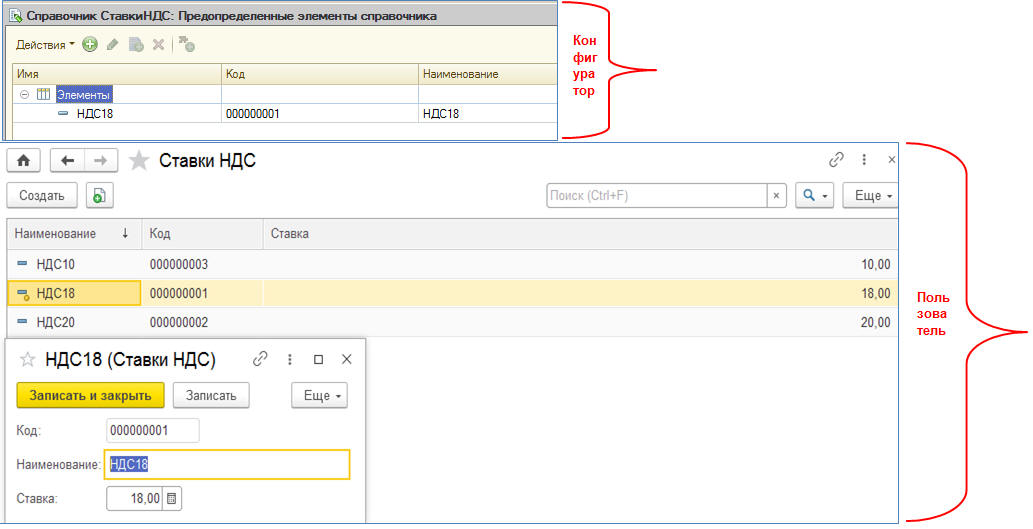 Справочник СтавкиНДС: Предопределенные элементы справочника
Действия
Имя Код Наименование
Элементы
НДС18 000000001 НДС18
Кон
фиг
ура
тор
Ставки НДС
Создать Поиск (Ctrl+F) × Еще
Наименование ↓ Код Ставка
НДС10 000000003 10,00
НДС18 000000001 18,00
НДС20 000000002 20,00
Поль
зова
тель
НДС18 (Ставки НДС)
Записать и закрыть Записать Еще
Код: 000000001
Наименование: НДС18
Ставка: 18,00